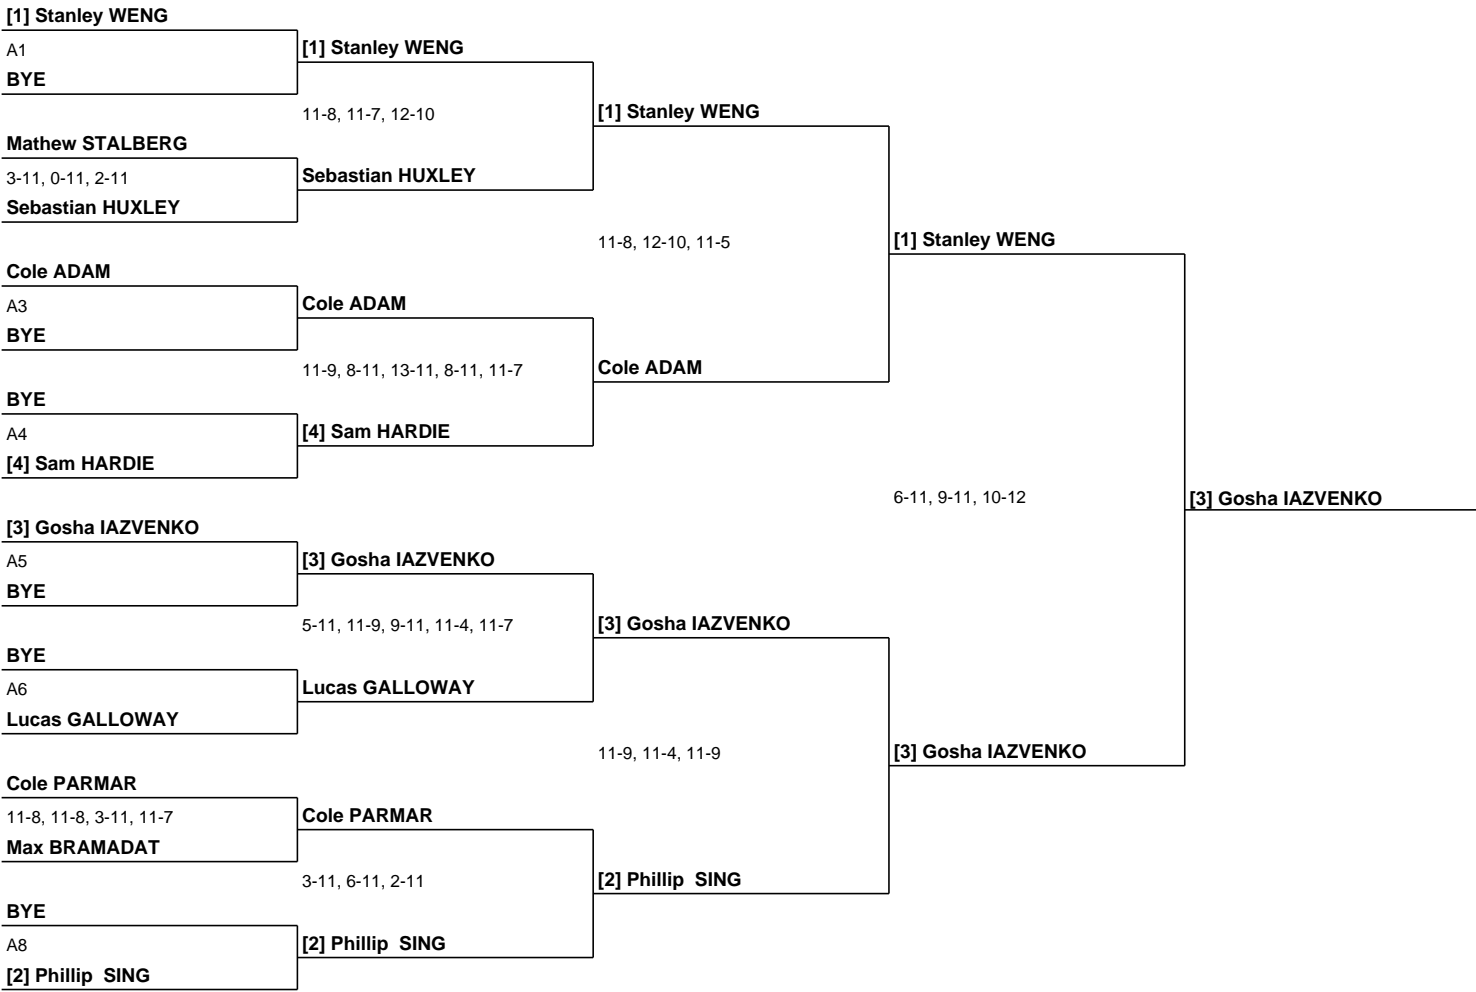 [1] Stanley WENG
A1
BYE
Mathew STALBERG
3-11, 0-11, 2-11
Sebastian HUXLEY
Cole ADAM
A3
BYE
BYE
A4
[4] Sam HARDIE
[3] Gosha IAZVENKO
A5
BYE
BYE
A6
Lucas GALLOWAY
Cole PARMAR
11-8, 11-8, 3-11, 11-7
Max BRAMADAT
BYE
A8
[2] Phillip  SING
[1] Stanley WENG
11-8, 11-7, 12-10
Sebastian HUXLEY
Cole ADAM
11-9, 8-11, 13-11, 8-11, 11-7
[4] Sam HARDIE
[3] Gosha IAZVENKO
5-11, 11-9, 9-11, 11-4, 11-7
Lucas GALLOWAY
Cole PARMAR
3-11, 6-11, 2-11
[2] Phillip  SING
[1] Stanley WENG
11-8, 12-10, 11-5
Cole ADAM
[3] Gosha IAZVENKO
11-9, 11-4, 11-9
[2] Phillip  SING
[1] Stanley WENG
6-11, 9-11, 10-12
[3] Gosha IAZVENKO
[3] Gosha IAZVENKO